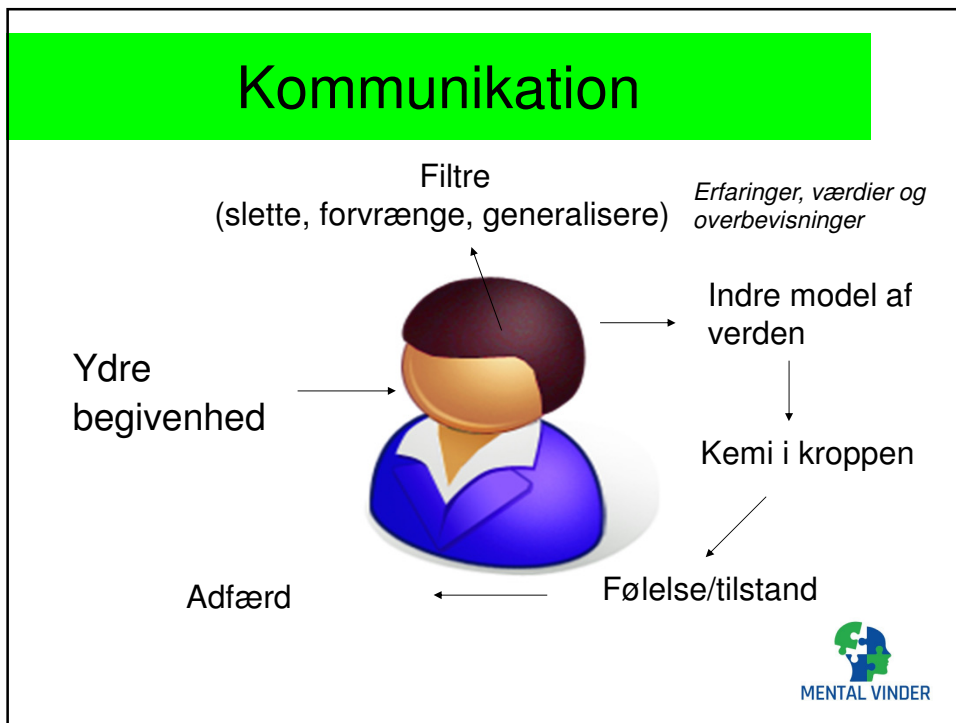 Kommunikation
Filtre
(slette, forvrænge, generalisere)
Erfaringer, værdier og
overbevisninger
Indre model af
verden
Ydre
begivenhed
Kemi i kroppen
Følelse/tilstand
Adfærd
MENTAL VINDER